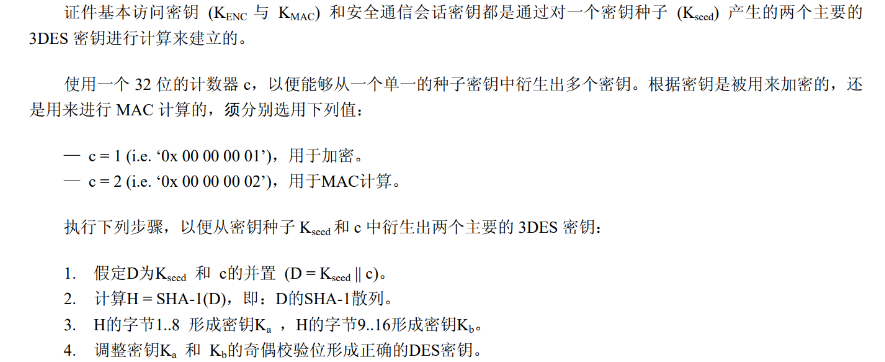 证件基本访问密钥 (KENC 与 KMAC) 和安全通信会话密钥都是通过对一个密钥种子 (Kseed) 产生的两个主要的
3DES 密钥进行计算来建立的。
使用一个 32 位的计数器 c，以便能够从一个单一的种子密钥中衍生出多个密钥。根据密钥是被用来加密的，还
是用来进行 MAC 计算的，须分别选用下列值：
— c = 1 (i.e. ‘0x 00 00 00 01’)，用于加密。
— c = 2 (i.e. ‘0x 00 00 00 02’)，用于MAC计算。
执行下列步骤，以便从密钥种子 Kseed 和 c 中衍生出两个主要的 3DES 密钥：
1. 假定D为Kseed 和 c的并置 (D = Kseed || c)。
2. 计算H = SHA-1(D)，即：D的SHA-1散列。
3. H的字节1..8 形成密钥Ka ，H的字节9..16形成密钥Kb。
4. 调整密钥Ka 和 Kb的奇偶校验位形成正确的DES密钥。